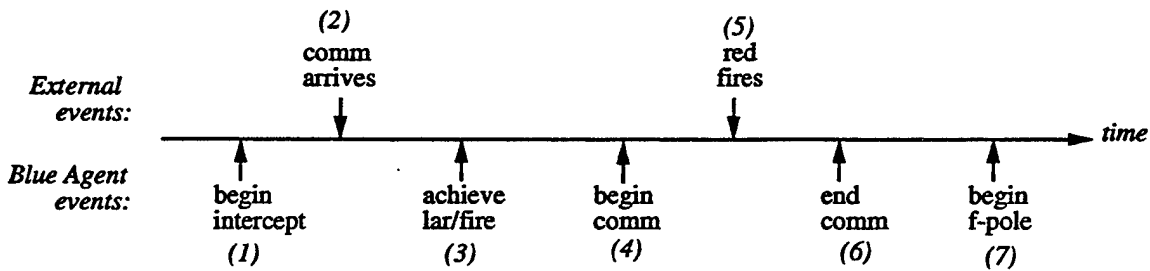 (2)
comm
arrives
(5)
red
fires
External
events:
time
Blue Agent
events:
begin
intercept
(1)
achieve
lar/fire
(3)
begin
comm
(4)
end
comm
(6)
begin
f-pole
(7)